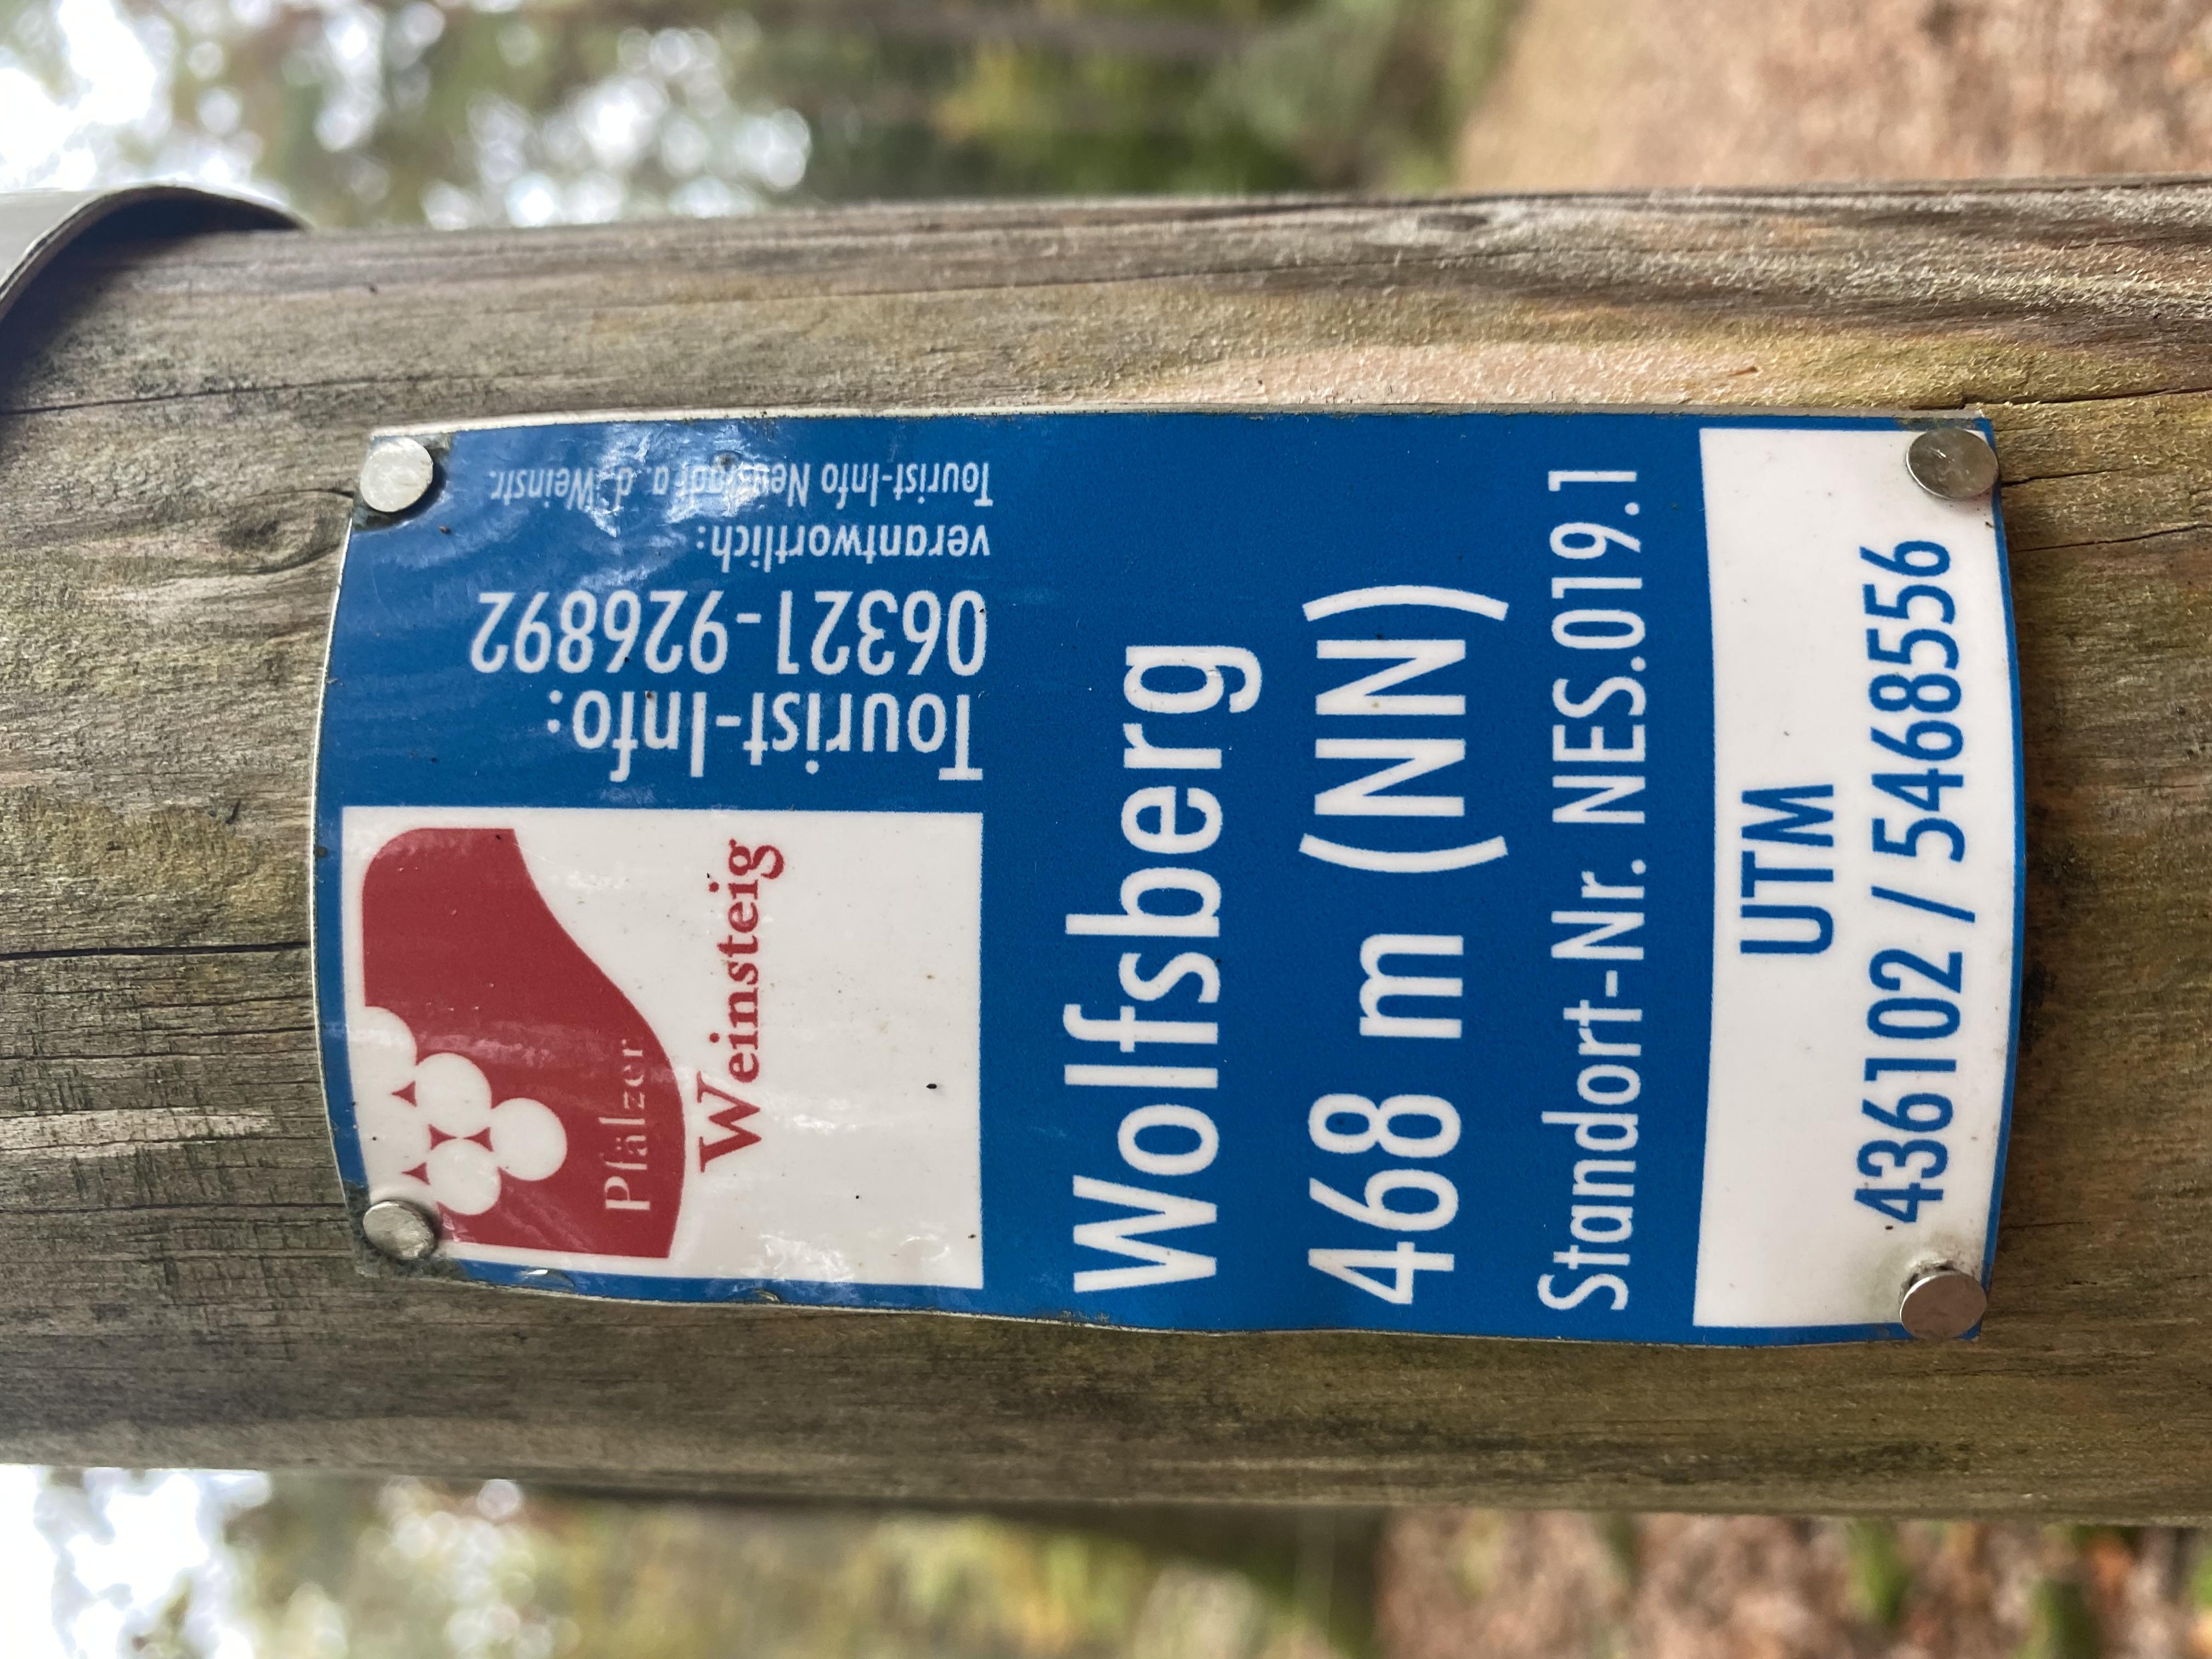 Pfälzer
Weinsteig
Tourist-Info:
06321-926892
verantwortlich:
Tourist-Info Neustadt a. d. Weinstr.
Wolfsberg
468 m (NN)
Standort-Nr. NES.019.1
UTM
436102 / 5468556